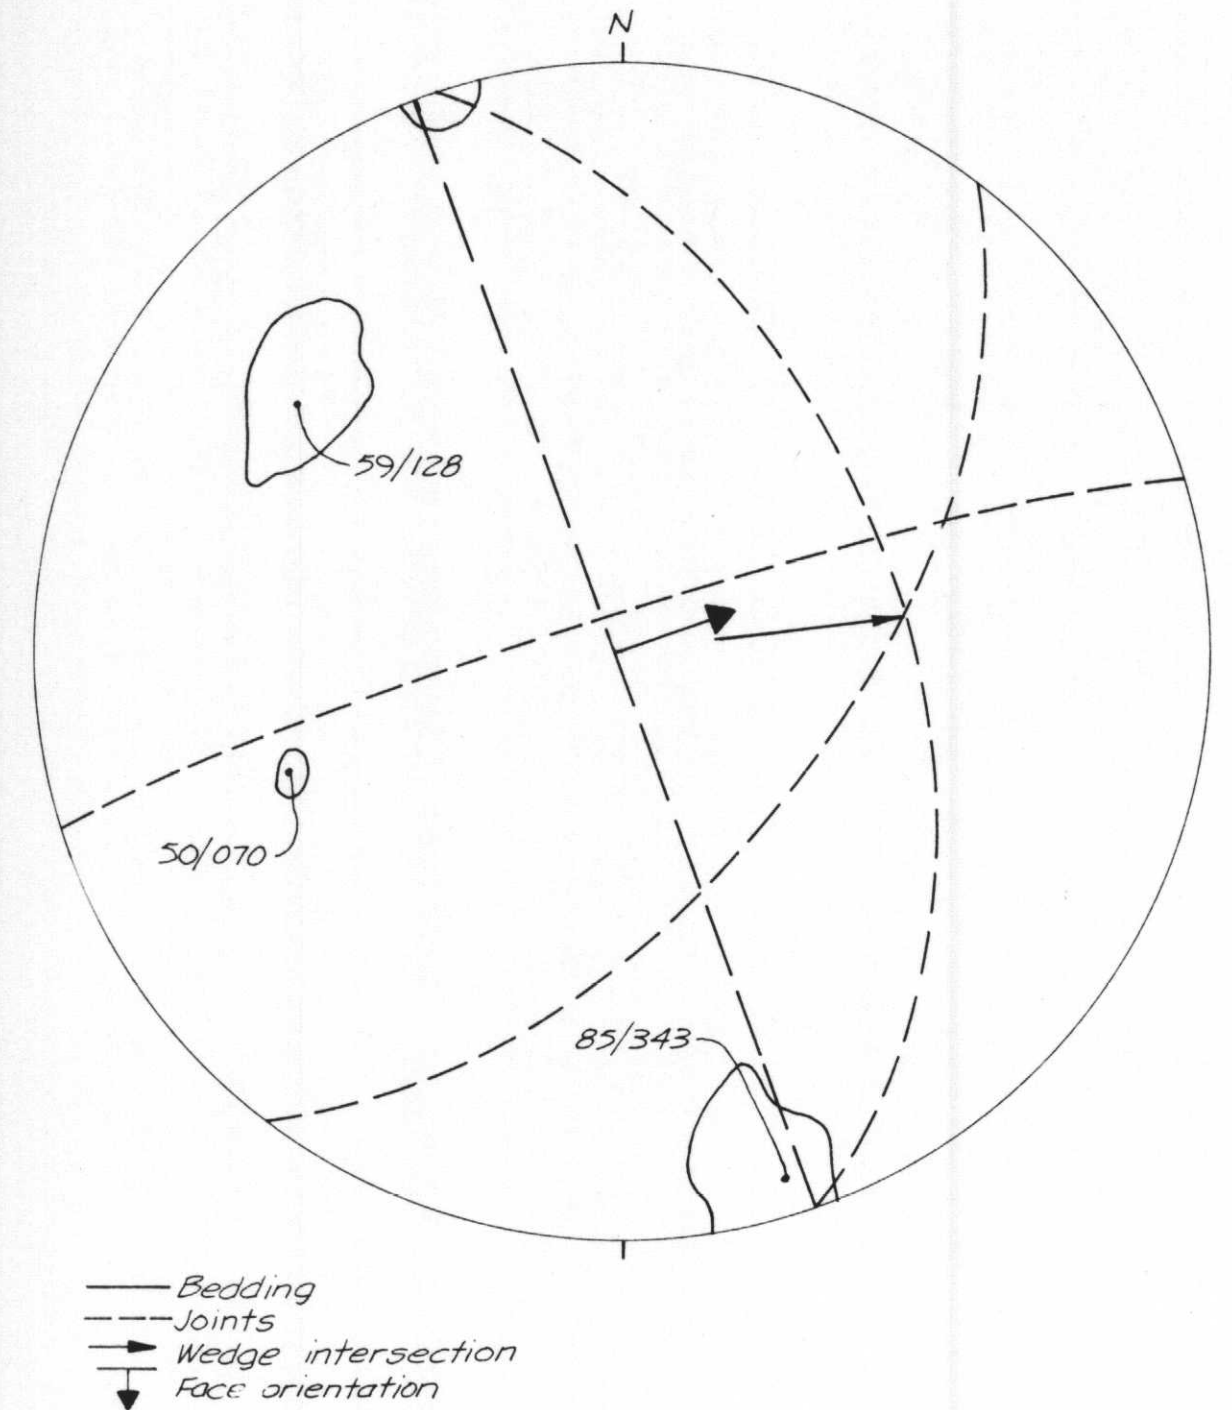 N
59/128
50/070
85/343
Bedding
Joints
Wedge intersection
Face orientation